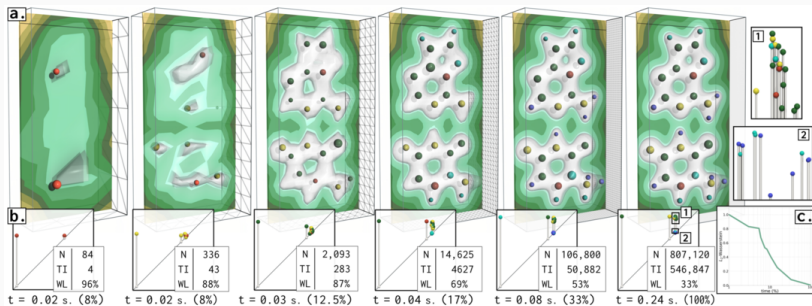 a.
1
2
b.
1
2
c.
N 84
TI 4
WL 96%
N 336
TI 43
WL 88%
N 2,093
TI 283
WL 87%
N 14,625
TI 4627
WL 69%
N 106,800
TI 50,882
WL 53%
N 807,120
TI 546,847
WL 33%
t = 0.02 s. (8%)
t = 0.02 s. (8%)
t = 0.03 s. (12.5%)
t = 0.04 s. (17%)
t = 0.08 s. (33%)
t = 0.24 s. (100%)